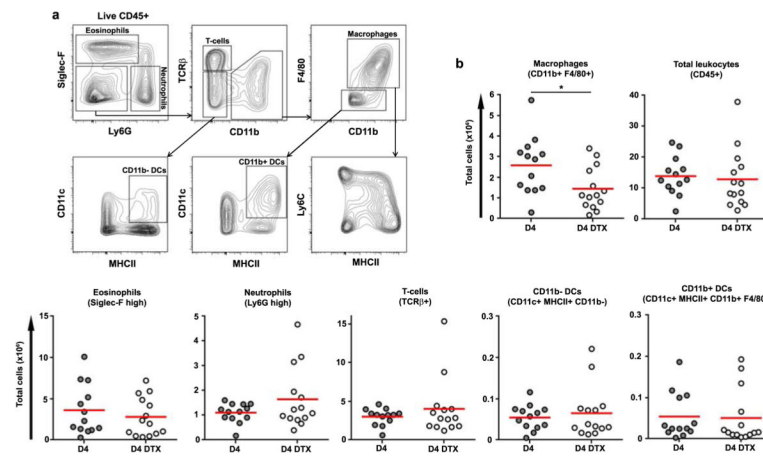 a
Live CD45+
Eosinophils
Neutrophils
Siglec-F
Ly6G
T-cells
TCRβ
CD11b
Macrophages
F4/80
CD11b
CD11b- DCs
CD11c
MHCII
CD11b+ DCs
CD11c
MHCII
Ly6C
MHCII
b
Macrophages
(CD11b+ F4/80+)
Total cells (x10⁶)
6
5
4
3
2
1
0
*
D4 D4 DTX
Total leukocytes
(CD45+)
40
30
20
10
0
D4 D4 DTX
Eosinophils
(Siglec-F high)
Total cells (x10⁶)
15
10
5
0
D4 D4 DTX
Neutrophils
(Ly6G high)
5
4
3
2
1
0
D4 D4 DTX
T-cells
(TCRβ+)
15
10
5
0
D4 D4 DTX
CD11b- DCs
(CD11c+ MHCII+ CD11b-)
0.3
0.2
0.1
0
D4 D4 DTX
CD11b+ DCs
(CD11c+ MHCII+ CD11b+ F4/80
0.3
0.2
0.1
0
D4 D4 DTX